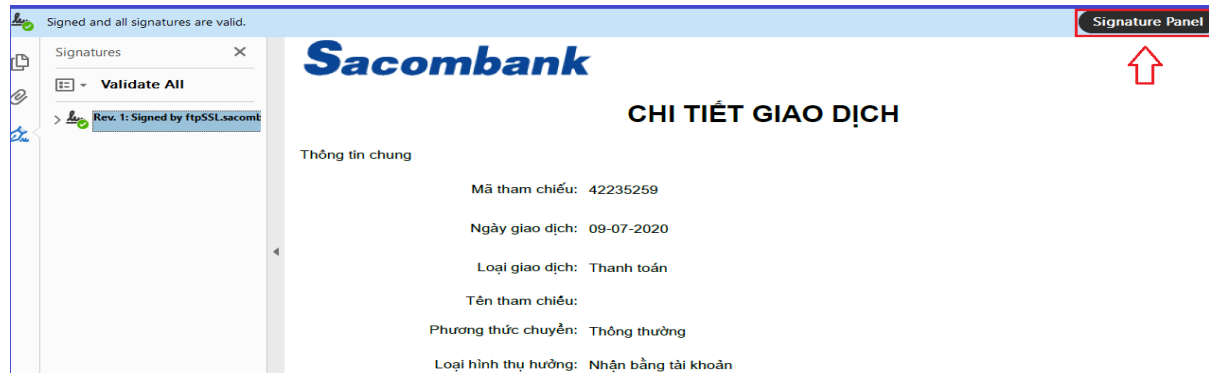 Signed and all signatures are valid.
Signature Panel
Signatures
Validate All
Rev. 1: Signed by ftpSSL.sacomb
Sacombank
CHI TIẾT GIAO DỊCH
Thông tin chung
Mã tham chiếu: 42235259
Ngày giao dịch: 09-07-2020
Loại giao dịch: Thanh toán
Tên tham chiếu:
Phương thức chuyển: Thông thường
Loại hình thụ hưởng: Nhận bằng tài khoản